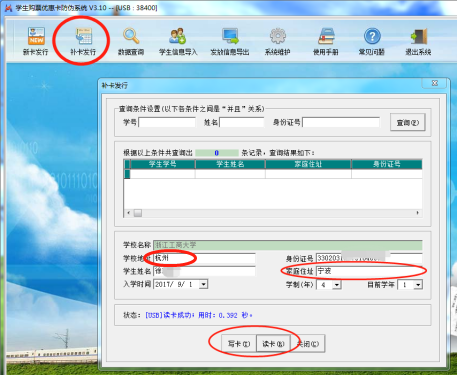 学生购票优惠卡防伪系统 V3.10 -- [USB : 38400]
NEW
新卡发行 补卡发行 数据查询 学生信息导入 发放信息导出 系统维护 使用手册 常见问题 退出系统
补卡发行
查询条件设置(以下各条件之间是“并且”关系)
学号 姓名 身份证号 查询(F)
根据以上条件共查询出 0 条记录,查询结果如下:
学生学号 学生姓名 家庭住址 身份证号
学校名称 浙江工商大学
学校地址 杭州 身份证号 330203
学生姓名 家庭住址 宁波
入学时间 2017/ 9/ 1 学制(年) 4 目前学年 1
状态: [USB]读卡成功! 用时: 0.392 秒。
写卡(T) 读卡(R) 关闭(C)